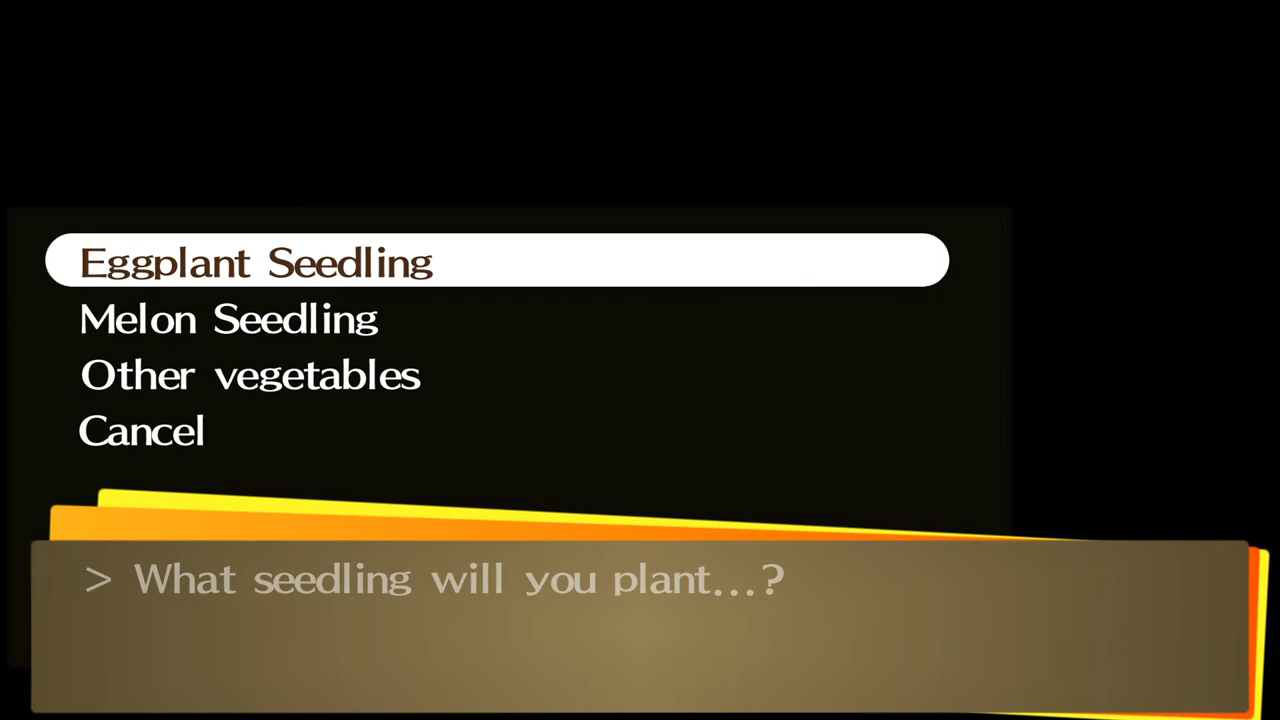 Eggplant Seedling
Melon Seedling
Other vegetables
Cancel
> What seedling will you plant...?